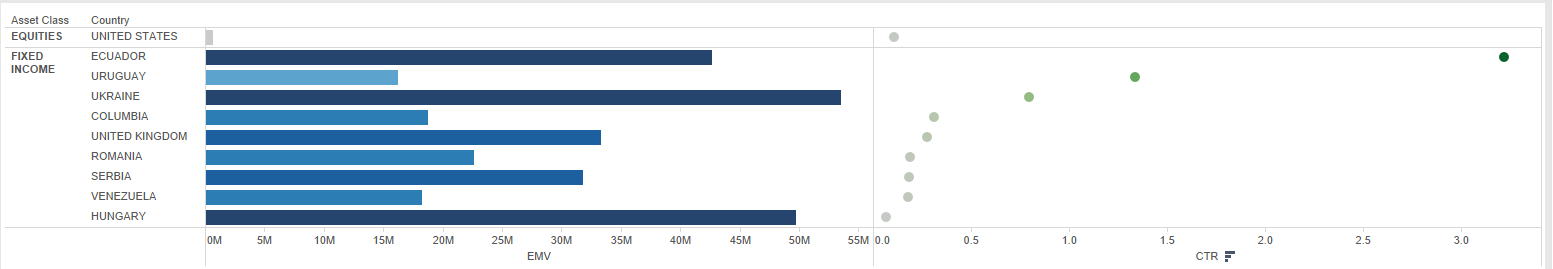 Asset Class Country
EQUITIES UNITED STATES
FIXED INCOME ECUADOR
URUGUAY
UKRAINE
COLUMBIA
UNITED KINGDOM
ROMANIA
SERBIA
VENEZUELA
HUNGARY
0M 5M 10M 15M 20M 25M 30M 35M 40M 45M 50M 55M 0.0 0.5 1.0 1.5 2.0 2.5 3.0
EMV CTR